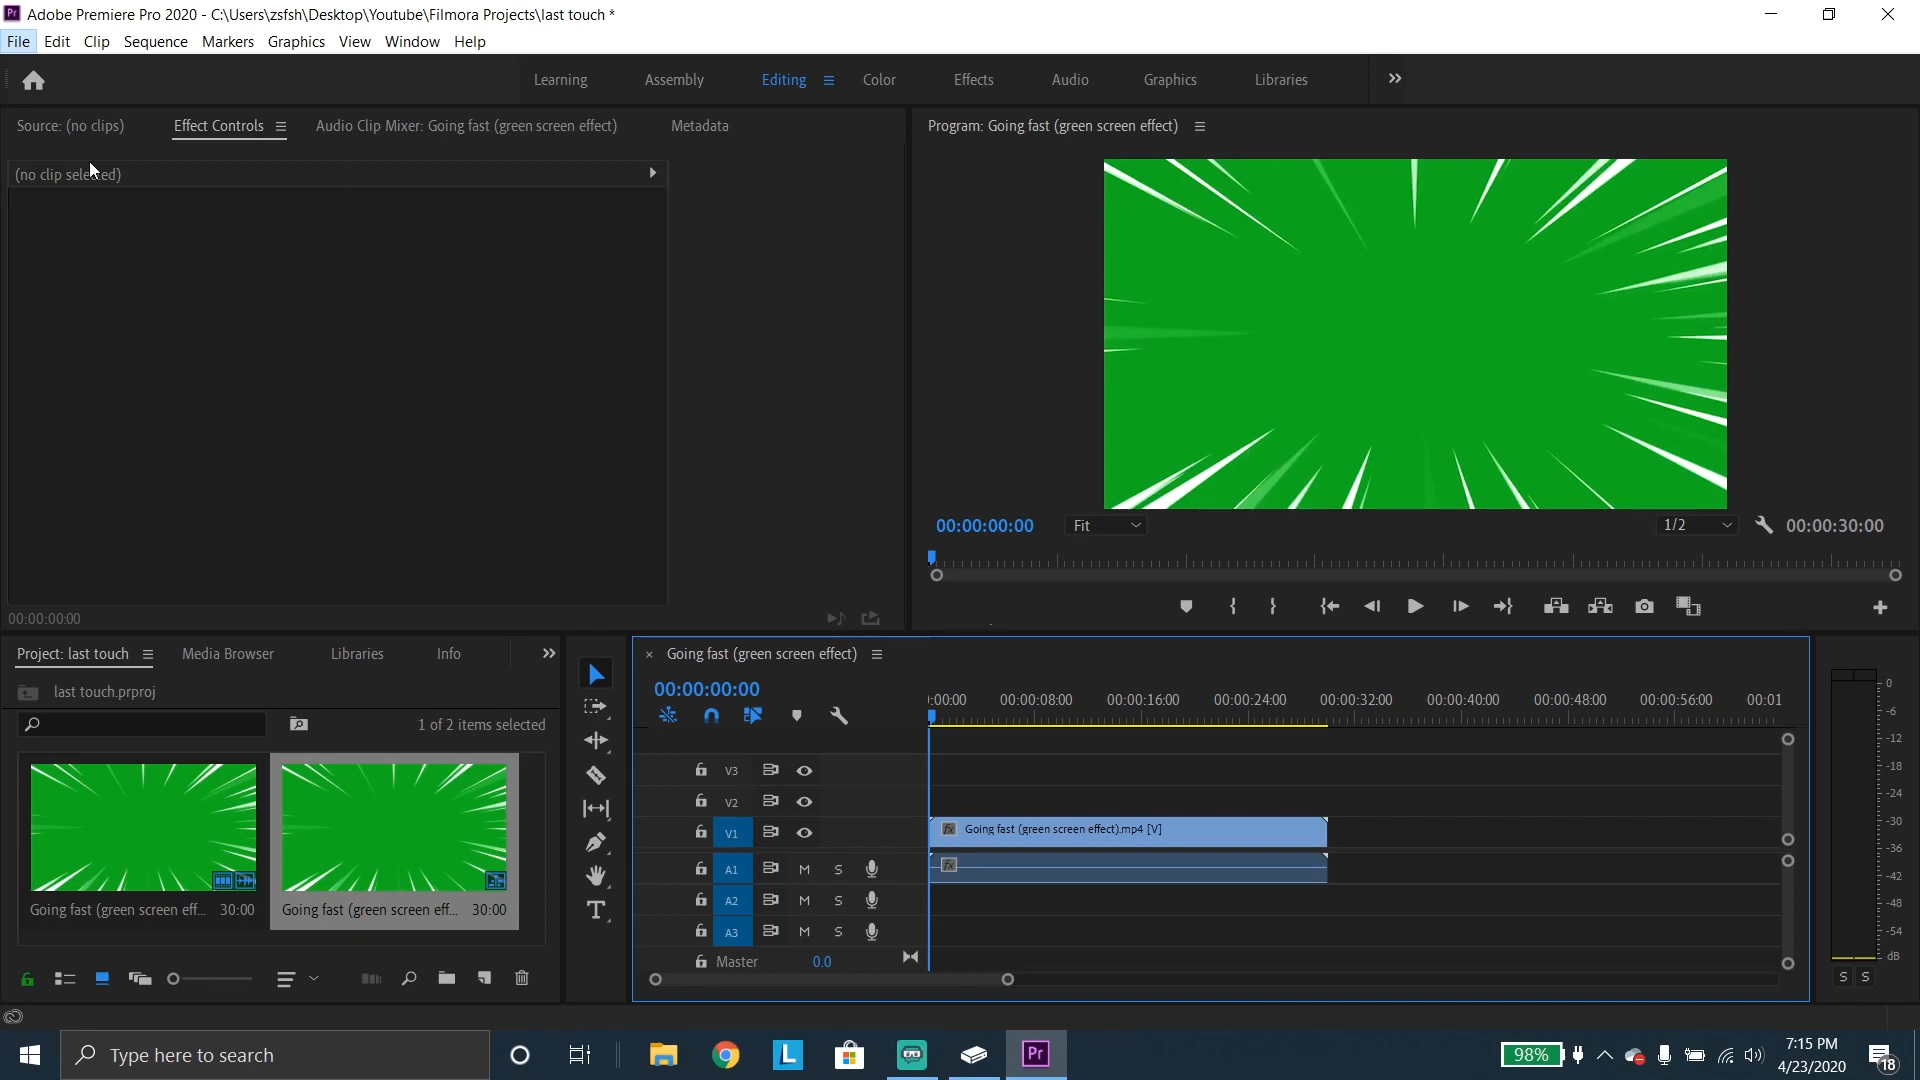 Pr Adobe Premiere Pro 2020 - C:\Users\zsfsh\Desktop\Youtube\Filmora Projects\last touch *
File Edit Clip Sequence Markers Graphics View Window Help
Learning Assembly Editing Color Effects Audio Graphics Libraries
Source: (no clips) Effect Controls Audio Clip Mixer: Going fast (green screen effect) Metadata
(no clip selected)
00:00:00:00
Program: Going fast (green screen effect)
00:00:00:00 Fit 1/2 00:00:30:00
Project: last touch Media Browser Libraries Info
last touch.prproj
1 of 2 items selected
Going fast (green screen eff... 30:00 Going fast (green screen eff... 30:00
× Going fast (green screen effect)
00:00:00:00
:00:00 00:00:08:00 00:00:16:00 00:00:24:00 00:00:32:00 00:00:40:00 00:00:48:00 00:00:56:00 00:01
V3
V2
V1 fx Going fast (green screen effect).mp4 [V]
A1 M S fx
A2 M S
A3 M S
Master 0.0
0
-6
-12
-18
-24
-30
-36
-42
-48
-54
dB
S S
Type here to search
L
Pr
98%
7:15 PM
4/23/2020
18